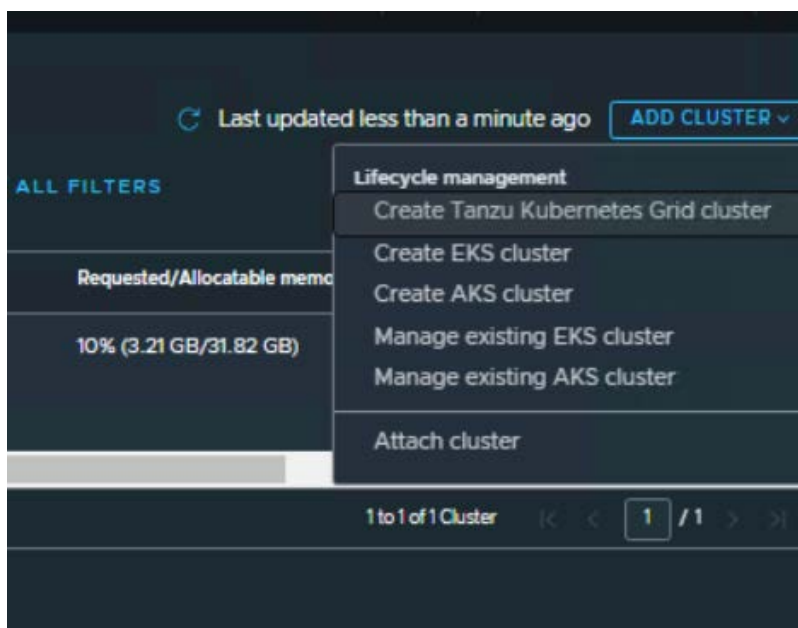 Last updated less than a minute ago
ADD CLUSTER
ALL FILTERS
Lifecycle management
Create Tanzu Kubernetes Grid cluster
Requested/Allocatable memo
Create EKS cluster
Create AKS cluster
10% (3.21 GB/31.82 GB)
Manage existing EKS cluster
Manage existing AKS cluster
Attach cluster
1 to 1 of 1 Cluster
1 / 1